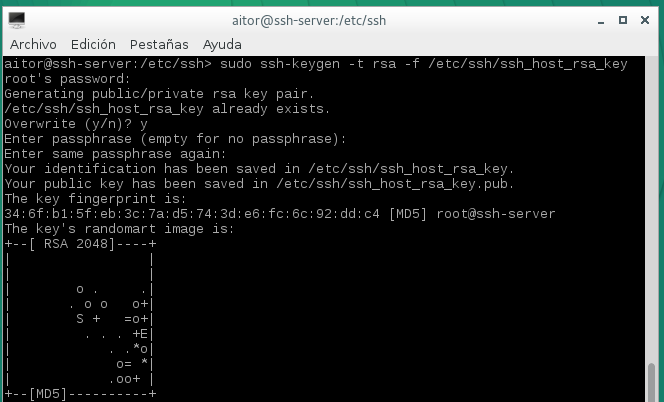 aitor@ssh-server:/etc/ssh
Archivo Edición Pestañas Ayuda
aitor@ssh-server:/etc/ssh> sudo ssh-keygen -t rsa -f /etc/ssh/ssh_host_rsa_key
root's password:
Generating public/private rsa key pair.
/etc/ssh/ssh_host_rsa_key already exists.
Overwrite (y/n)? y
Enter passphrase (empty for no passphrase):
Enter same passphrase again:
Your identification has been saved in /etc/ssh/ssh_host_rsa_key.
Your public key has been saved in /etc/ssh/ssh_host_rsa_key.pub.
The key fingerprint is:
34:6f:b1:5f:eb:3c:7a:d5:74:3d:e6:fc:6c:92:dd:c4 [MD5] root@ssh-server
The key's randomart image is:
+--[ RSA 2048]----+
|                 |
|                 |
|        o .     .|
|       . o o   o+|
|        S +   =o+|
|         . . . +E|
|            . .*o|
|             o= *|
|            .oo+ |
+--[MD5]----------+